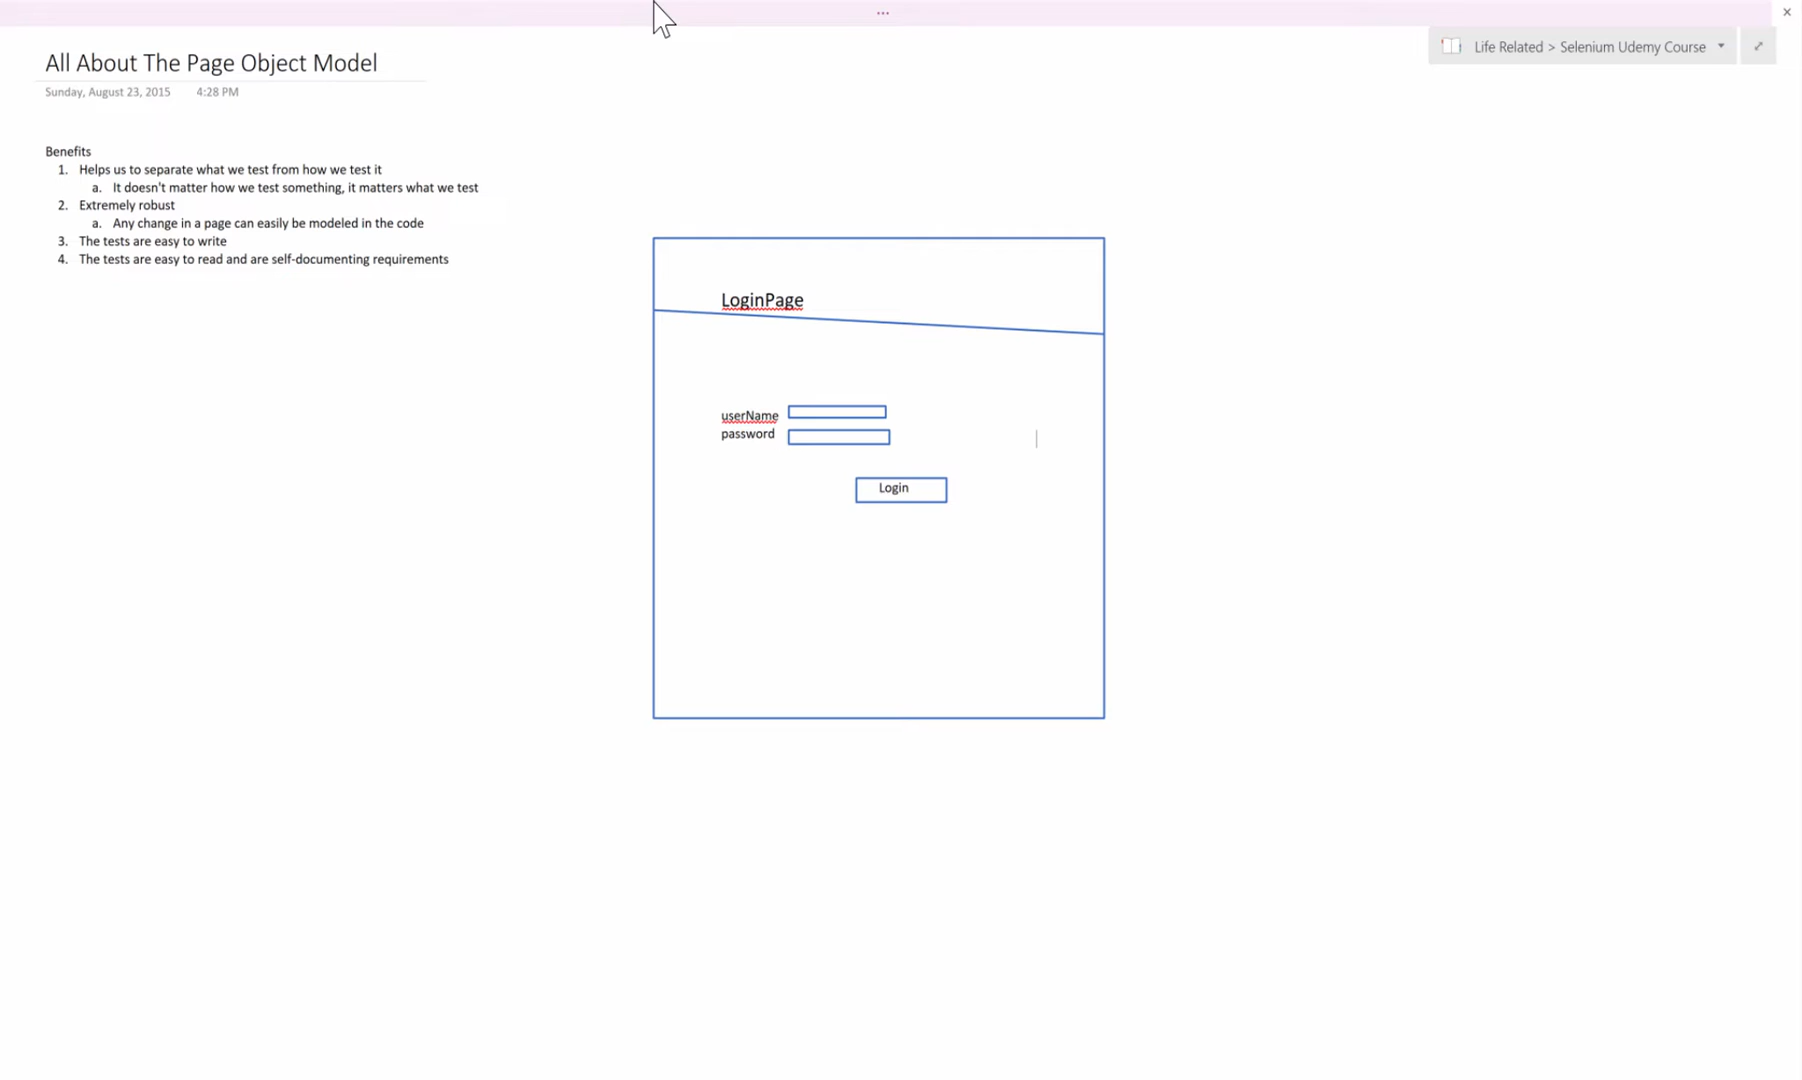 ...
Life Related > Selenium Udemy Course
All About The Page Object Model
Sunday, August 23, 2015 4:28 PM
Benefits
1. Helps us to separate what we test from how we test it
a. It doesn't matter how we test something, it matters what we test
2. Extremely robust
a. Any change in a page can easily be modeled in the code
3. The tests are easy to write
4. The tests are easy to read and are self-documenting requirements
LoginPage
userName
password
Login